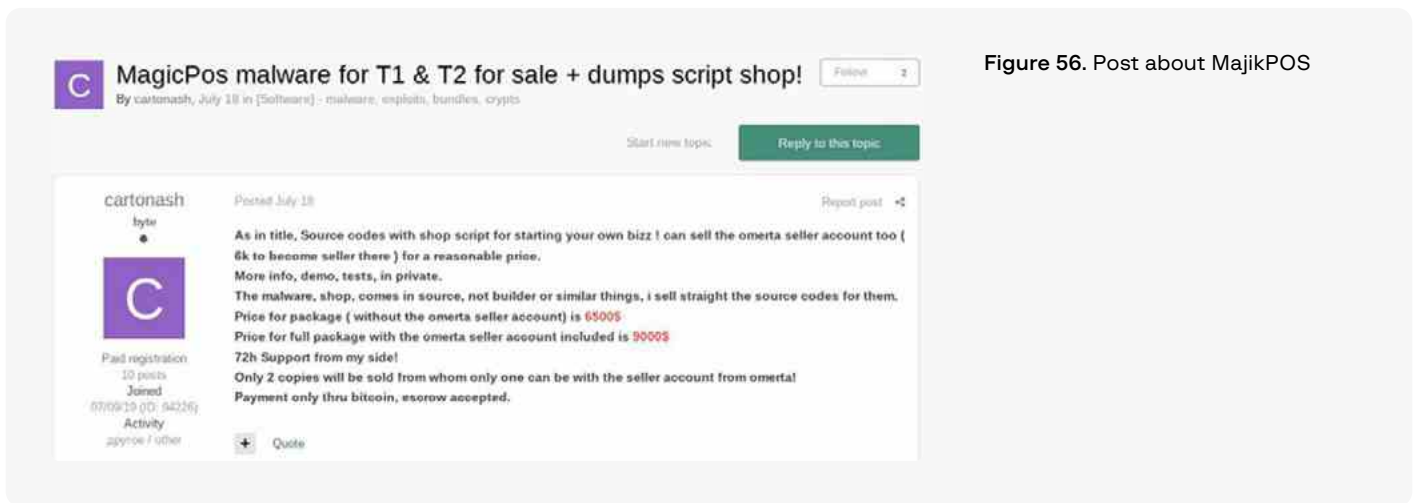 C
MagicPos malware for T1 & T2 for sale + dumps script shop!
Follow 2
By cartonash, July 18 in [Software] - malware, exploits, bundles, crypts
Start new topic
Reply to this topic
Figure 56. Post about MajikPOS
cartonash
byte
C
Paid registration
10 posts
Joined
07/09/19 (ID: 94226)
Activity
другое / other
Posted July 18
Report post
As in title, Source codes with shop script for starting your own bizz ! can sell the omerta seller account too (
6k to become seller there ) for a reasonable price.
More info, demo, tests, in private.
The malware, shop, comes in source, not builder or similar things, i sell straight the source codes for them.
Price for package ( without the omerta seller account) is 6500$
Price for full package with the omerta seller account included is 9000$
72h Support from my side!
Only 2 copies will be sold from whom only one can be with the seller account from omerta!
Payment only thru bitcoin, escrow accepted.
+ Quote